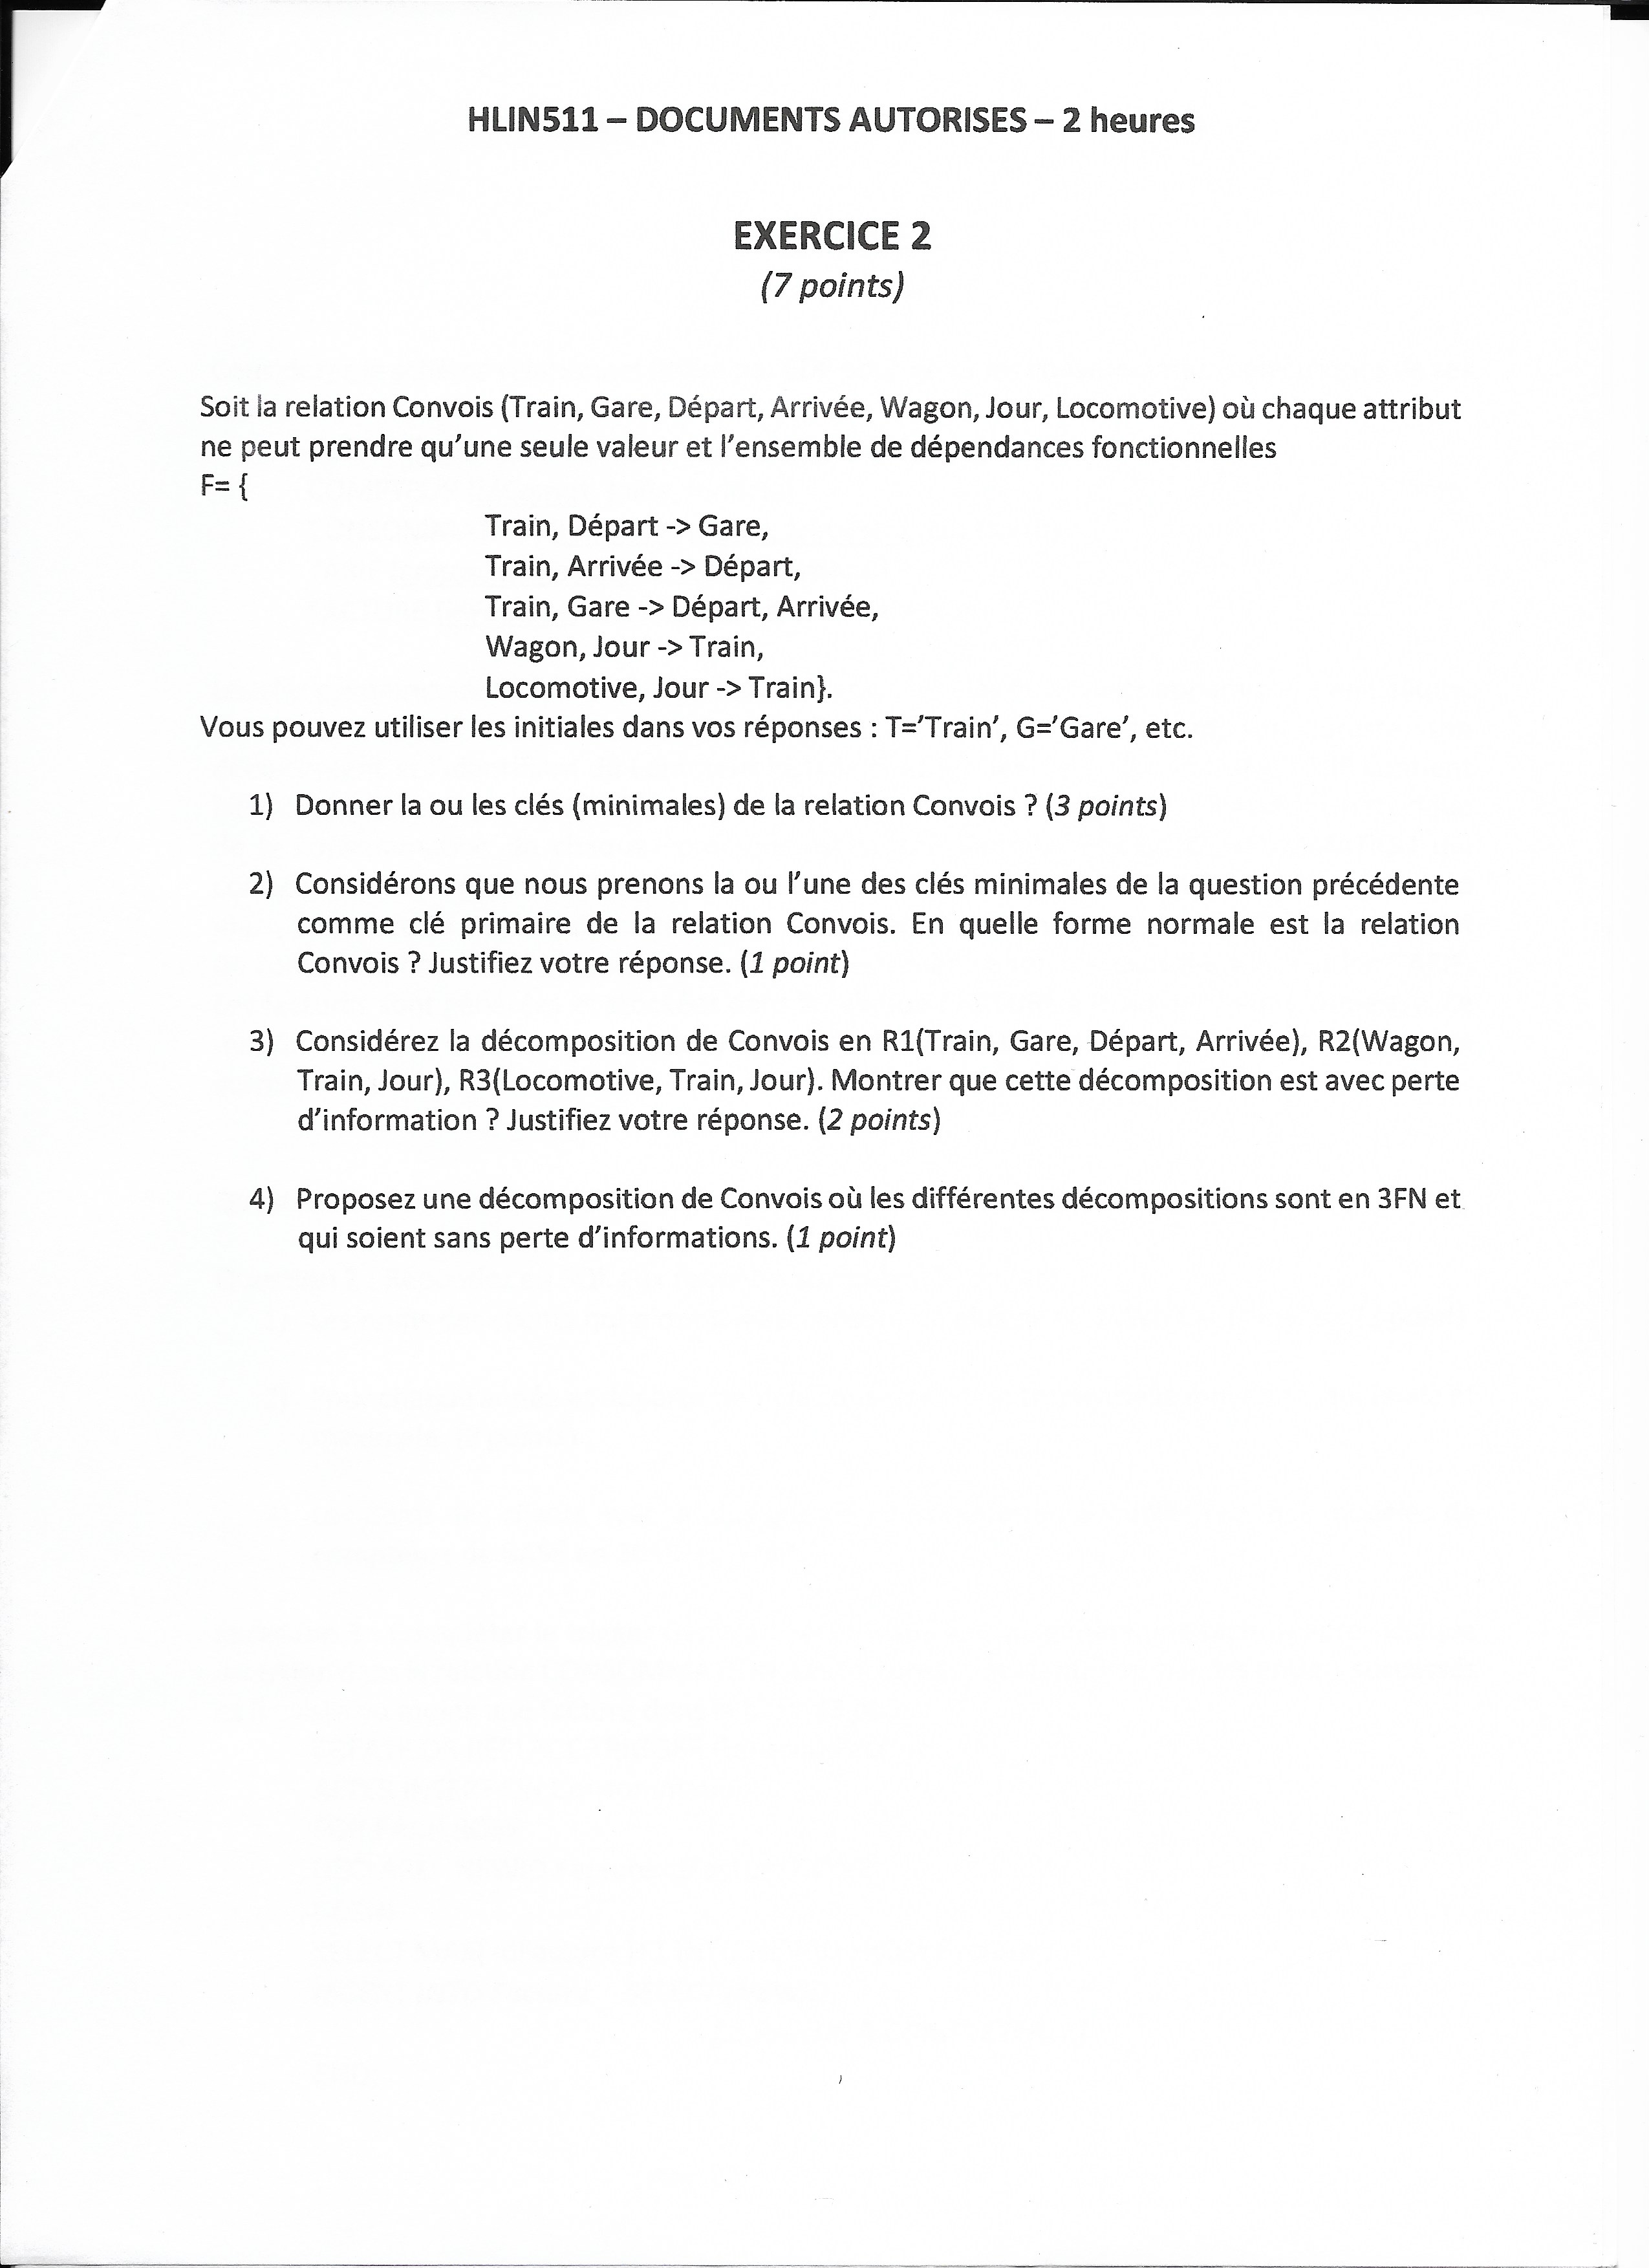 HLIN511 – DOCUMENTS AUTORISES – 2 heures
EXERCICE 2
(7 points)
Soit la relation Convois (Train, Gare, Départ, Arrivée, Wagon, Jour, Locomotive) où chaque attribut
ne peut prendre qu'une seule valeur et l'ensemble de dépendances fonctionnelles
F= {
Train, Départ -> Gare,
Train, Arrivée -> Départ,
Train, Gare -> Départ, Arrivée,
Wagon, Jour -> Train,
Locomotive, Jour -> Train}.
Vous pouvez utiliser les initiales dans vos réponses : T='Train', G='Gare', etc.
1) Donner la ou les clés (minimales) de la relation Convois ? (3 points)
2) Considérons que nous prenons la ou l'une des clés minimales de la question précédente
comme clé primaire de la relation Convois. En quelle forme normale est la relation
Convois ? Justifiez votre réponse. (1 point)
3) Considérez la décomposition de Convois en R1(Train, Gare, Départ, Arrivée), R2(Wagon,
Train, Jour), R3(Locomotive, Train, Jour). Montrer que cette décomposition est avec perte
d'information ? Justifiez votre réponse. (2 points)
4) Proposez une décomposition de Convois où les différentes décompositions sont en 3FN et
qui soient sans perte d'informations. (1 point)